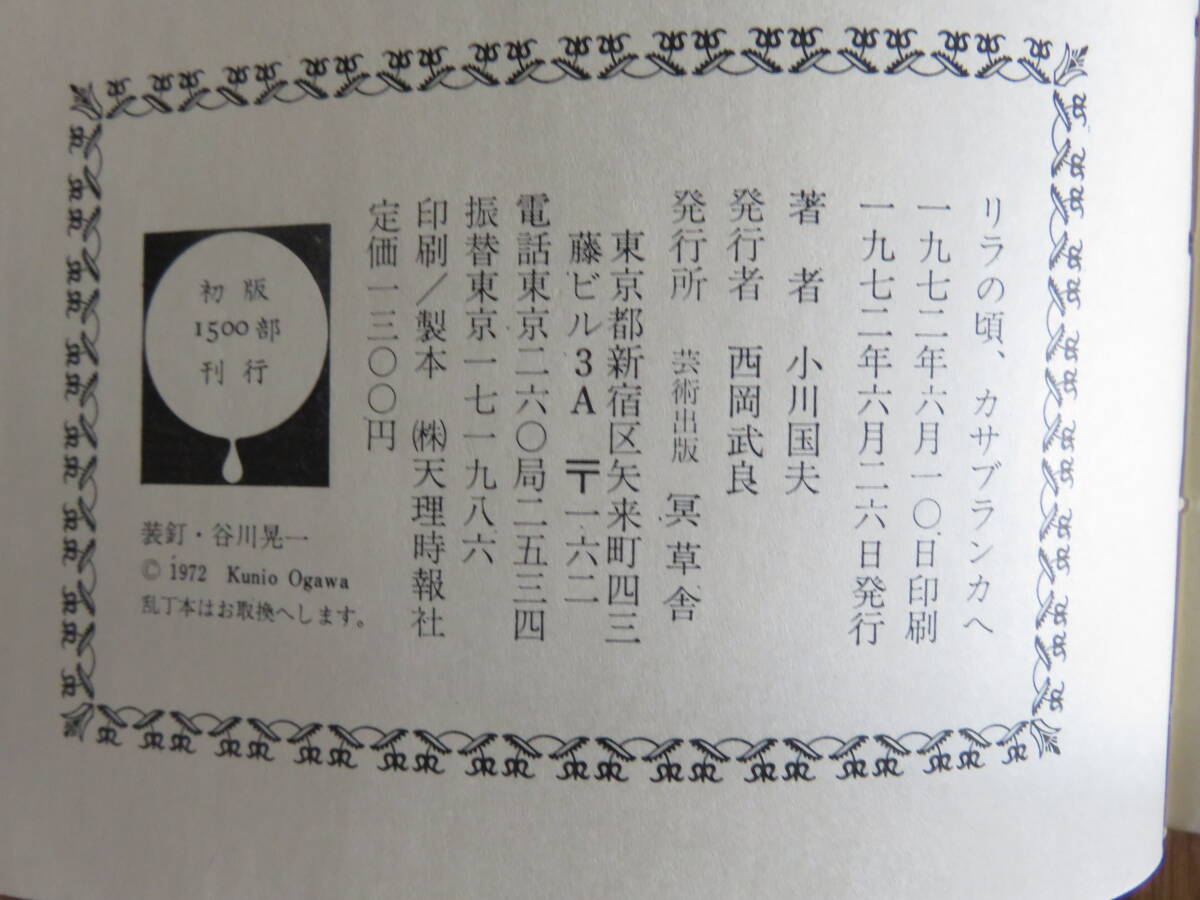 リラの頃、カサブランカへ
一九七二年六月一〇日印刷
一九七二年六月二六日発行
著者 小川国夫
発行者 西岡武良
発行所 芸術出版 冥草舎
東京都新宿区矢来町四三
藤ビル3A 〒一六二
電話東京二六〇局二五三四
振替東京一七一九八六
印刷/製本 ㈱天理時報社
定価一三〇〇円
初版
1500部
刊行
装釘・谷川晃一
© 1972 Kunio Ogawa
乱丁本はお取換へします。